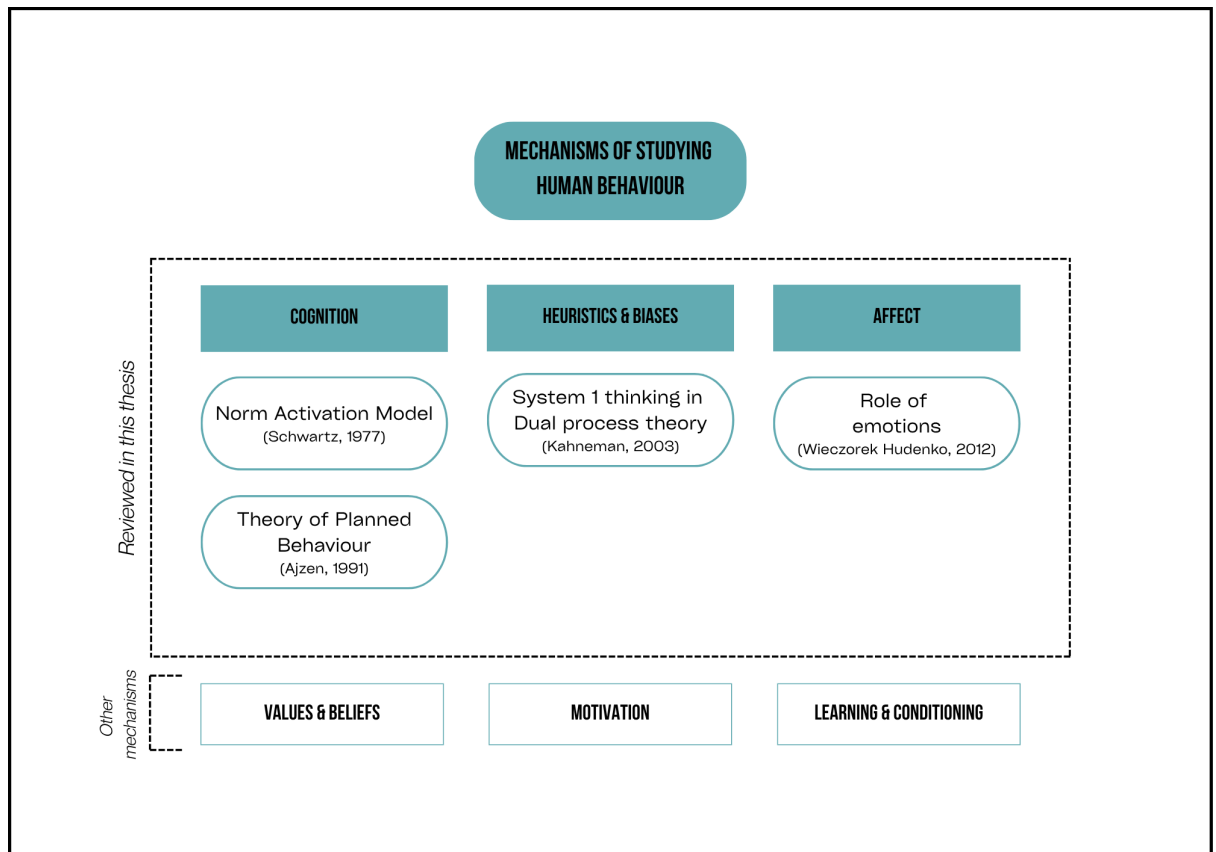 MECHANISMS OF STUDYING
HUMAN BEHAVIOUR
Reviewed in this thesis
COGNITION
Norm Activation Model
(Schwartz, 1977)
Theory of Planned
Behaviour
(Ajzen, 1991)
HEURISTICS & BIASES
System 1 thinking in
Dual process theory
(Kahneman, 2003)
AFFECT
Role of
emotions
(Wieczorek Hudenko, 2012)
Other
mechanisms
VALUES & BELIEFS
MOTIVATION
LEARNING & CONDITIONING